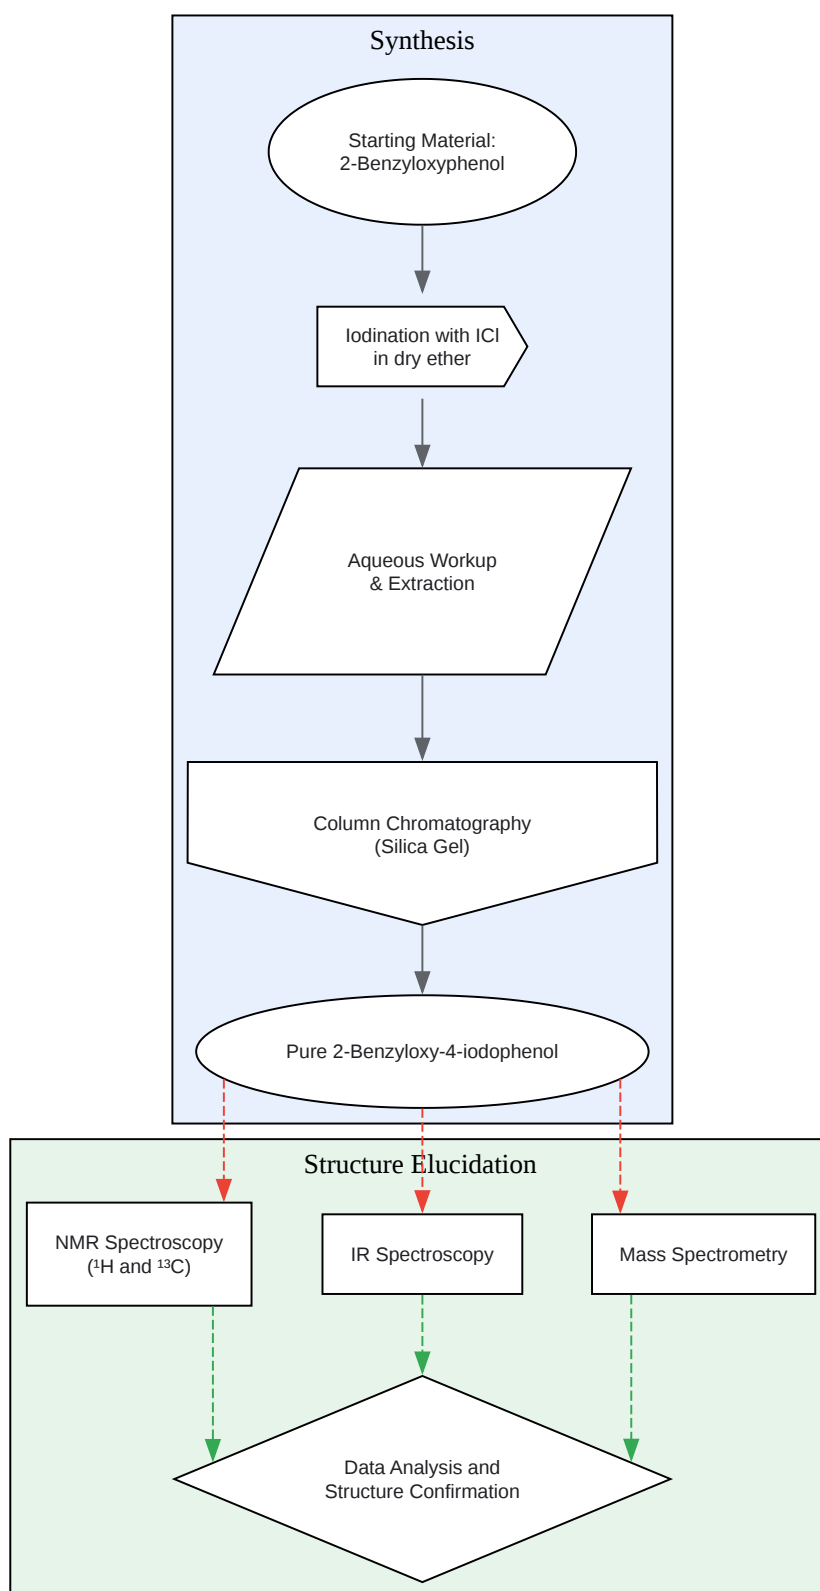 Synthesis
Starting Material:
2-Benzyloxyphenol
Iodination with ICl
in dry ether
Aqueous Workup
& Extraction
Column Chromatography
(Silica Gel)
Pure 2-Benzyloxy-4-iodophenol
Structure Elucidation
NMR Spectroscopy
(¹H and ¹³C)
IR Spectroscopy
Mass Spectrometry
Data Analysis and
Structure Confirmation